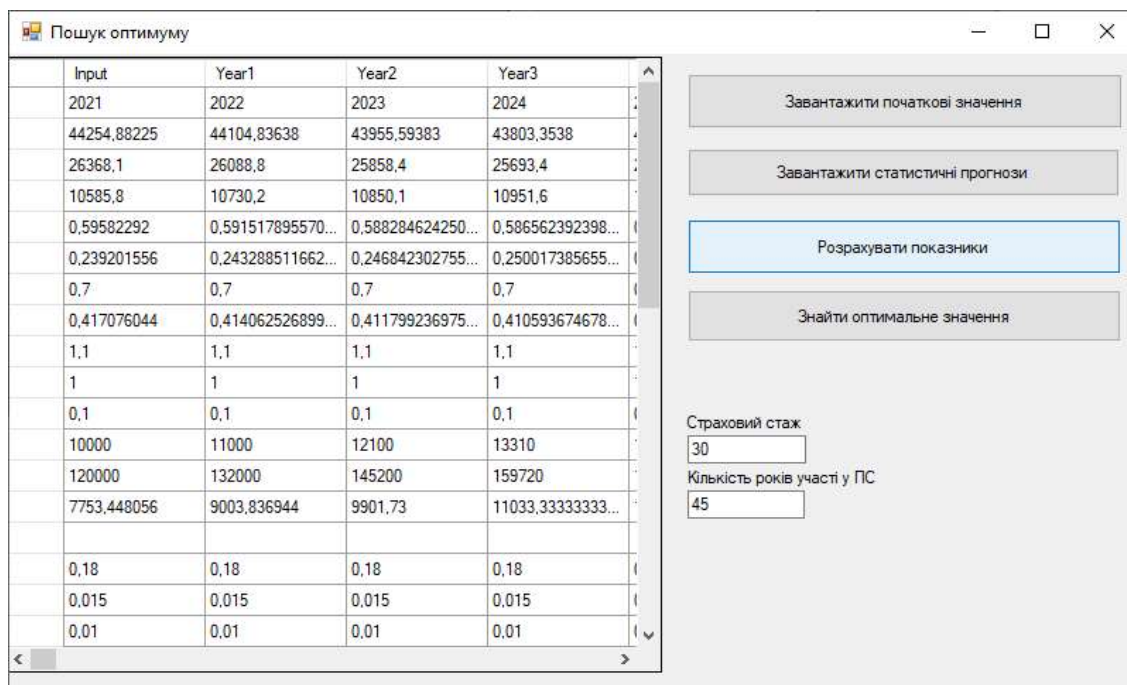 Пошук оптимуму
Input Year1 Year2 Year3
2021 2022 2023 2024
44254,88225 44104,83638 43955,59383 43803,3538
26368,1 26088,8 25858,4 25693,4
10585,8 10730,2 10850,1 10951,6
0,59582292 0,591517895570... 0,588284624250... 0,586562392398...
0,239201556 0,243288511662... 0,246842302755... 0,250017385655...
0,7 0,7 0,7 0,7
0,417076044 0,414062526899... 0,411799236975... 0,410593674678...
1,1 1,1 1,1 1,1
1 1 1 1
0,1 0,1 0,1 0,1
10000 11000 12100 13310
120000 132000 145200 159720
7753,448056 9003,836944 9901,73 11033,33333333...
0,18 0,18 0,18 0,18
0,015 0,015 0,015 0,015
0,01 0,01 0,01 0,01
Завантажити початкові значення
Завантажити статистичні прогнози
Розрахувати показники
Знайти оптимальне значення
Страховий стаж
30
Кількість років участі у ПС
45